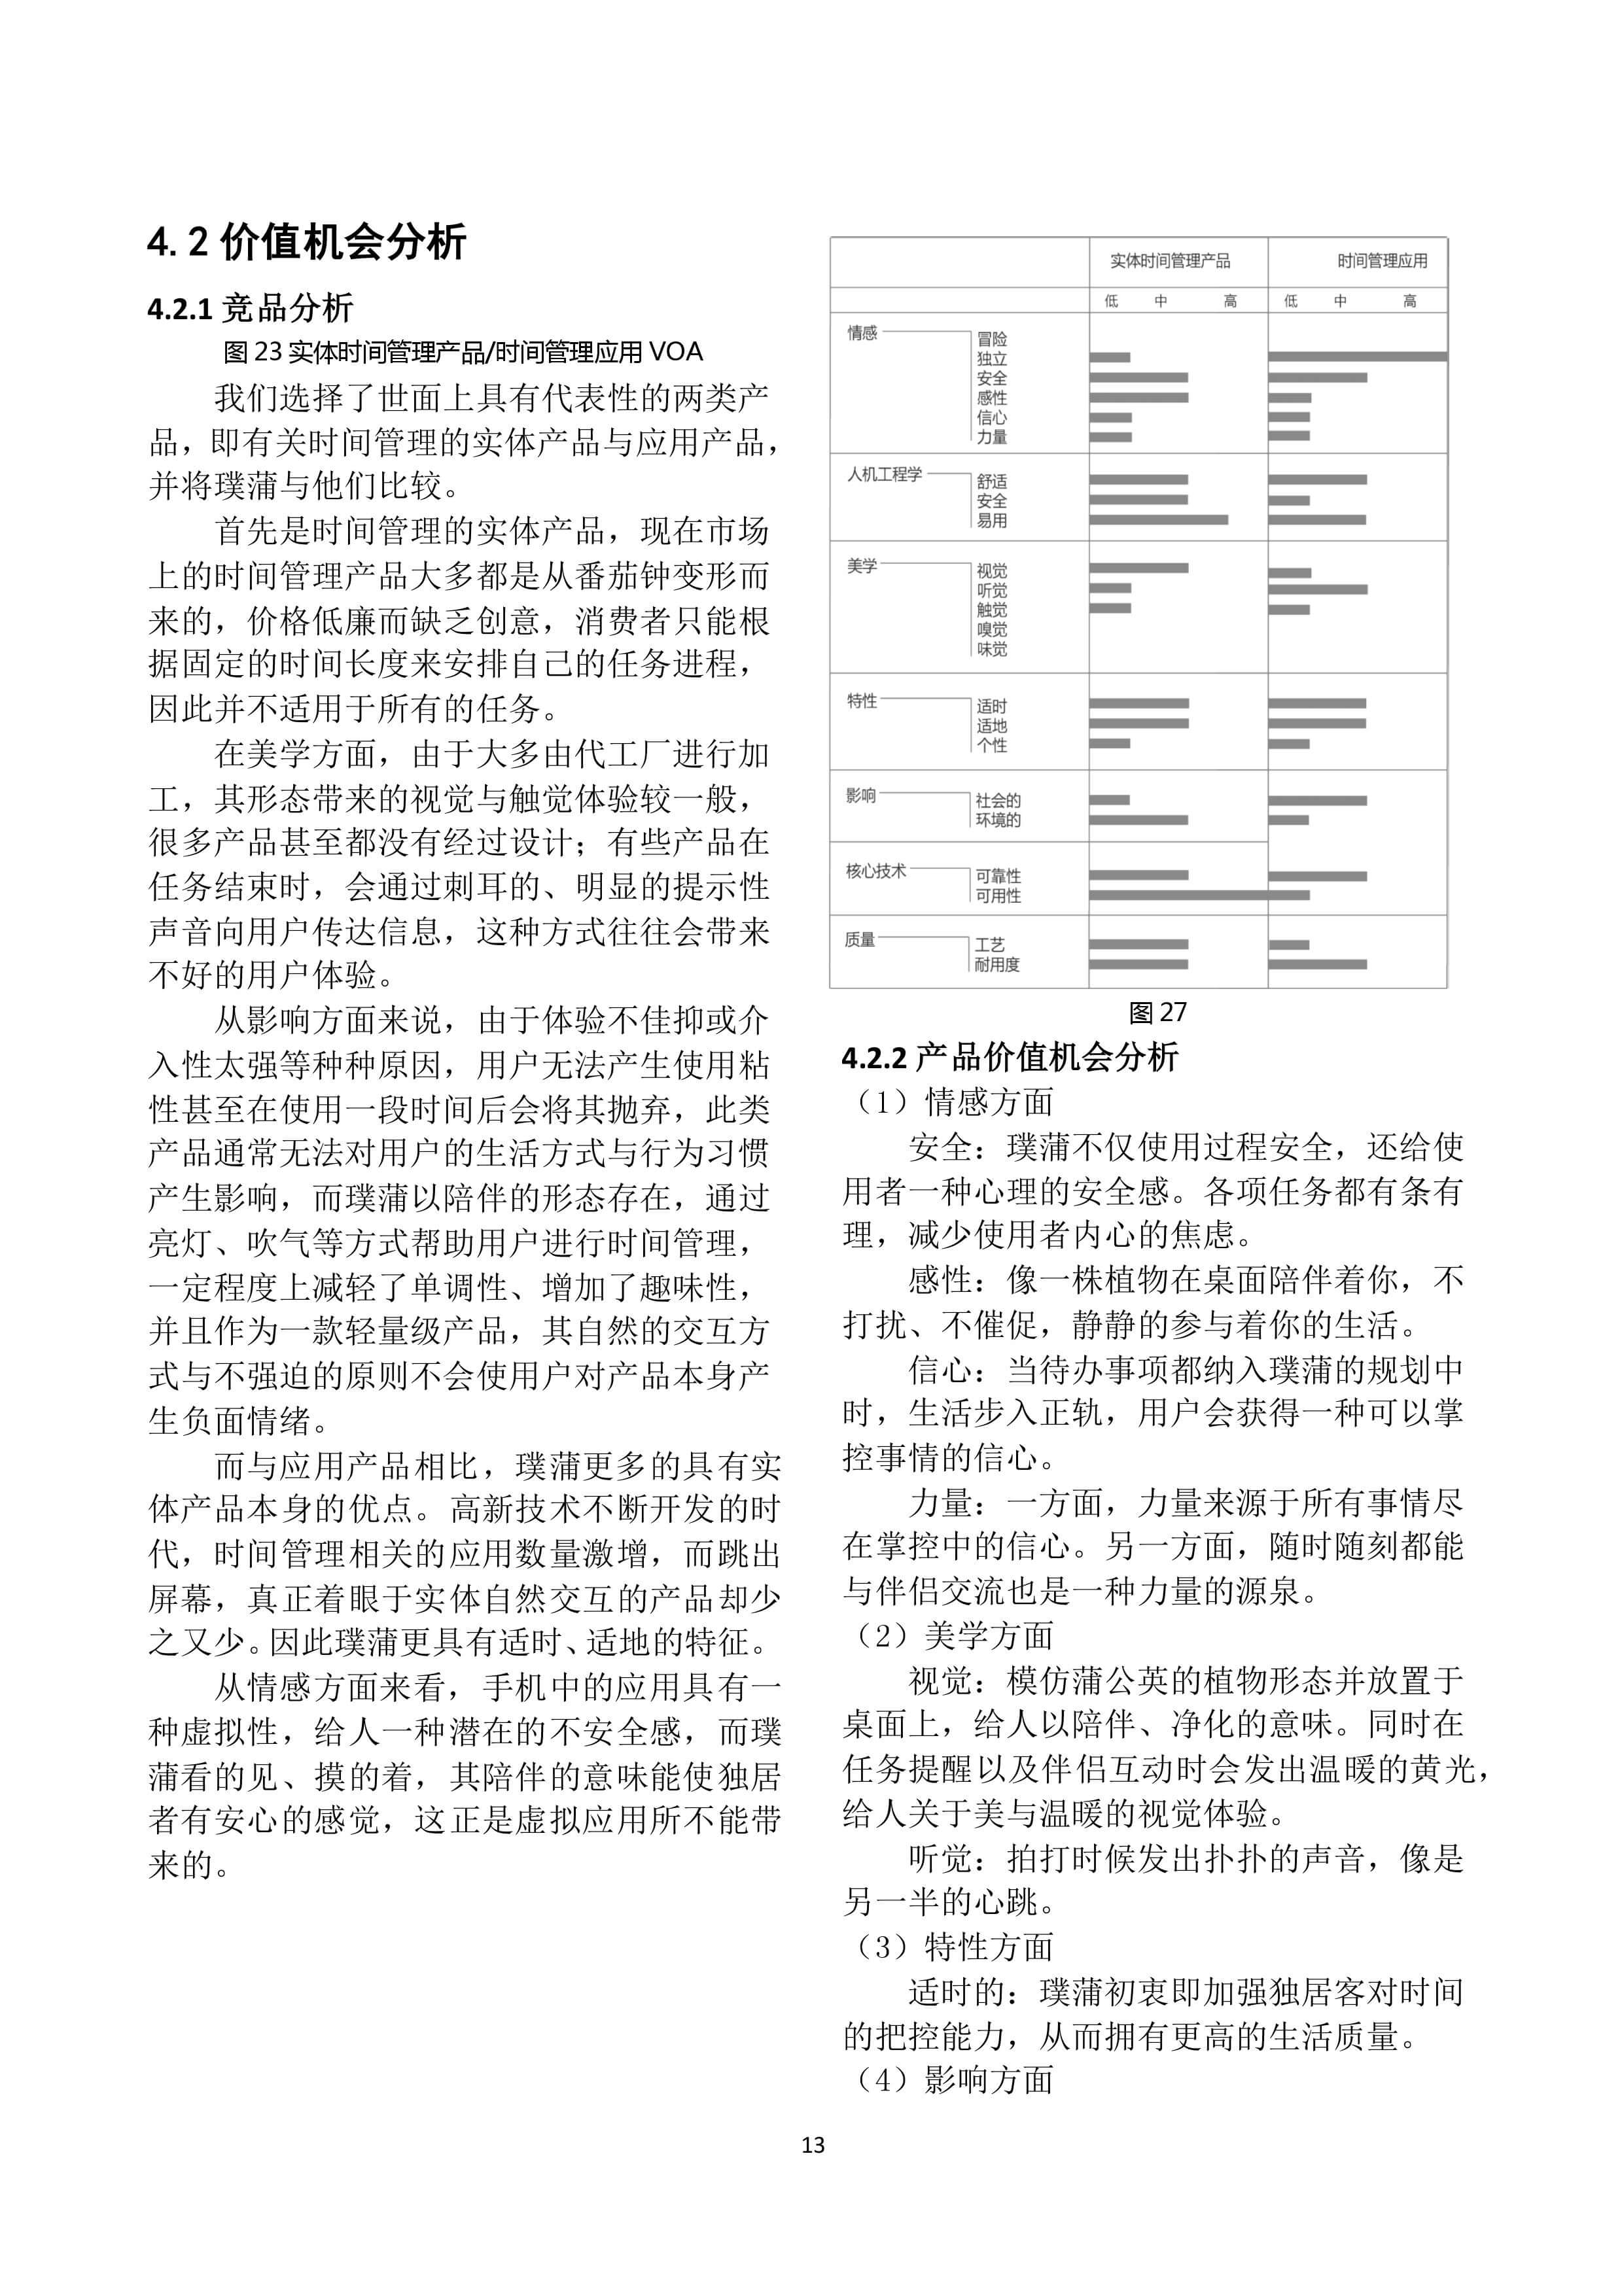 4.2 价值机会分析
4.2.1 竞品分析
图 23 实体时间管理产品/时间管理应用 VOA
我们选择了世面上具有代表性的两类产
品，即有关时间管理的实体产品与应用产品，
并将璞蒲与他们比较。
首先是时间管理的实体产品，现在市场
上的时间管理产品大多都是从番茄钟变形而
来的，价格低廉而缺乏创意，消费者只能根
据固定的时间长度来安排自己的任务进程，
因此并不适用于所有的任务。
在美学方面，由于大多由代工厂进行加
工，其形态带来的视觉与触觉体验较一般，
很多产品甚至都没有经过设计；有些产品在
任务结束时，会通过刺耳的、明显的提示性
声音向用户传达信息，这种方式往往会带来
不好的用户体验。
从影响方面来说，由于体验不佳抑或介
入性太强等种种原因，用户无法产生使用粘
性甚至在使用一段时间后会将其抛弃，此类
产品通常无法对用户的生活方式与行为习惯
产生影响，而璞蒲以陪伴的形态存在，通过
亮灯、吹气等方式帮助用户进行时间管理，
一定程度上减轻了单调性、增加了趣味性，
并且作为一款轻量级产品，其自然的交互方
式与不强迫的原则不会使用户对产品本身产
生负面情绪。
而与应用产品相比，璞蒲更多的具有实
体产品本身的优点。高新技术不断开发的时
代，时间管理相关的应用数量激增，而跳出
屏幕，真正着眼于实体自然交互的产品却少
之又少。因此璞蒲更具有适时、适地的特征。
从情感方面来看，手机中的应用具有一
种虚拟性，给人一种潜在的不安全感，而璞
蒲看的见、摸的着，其陪伴的意味能使独居
者有安心的感觉，这正是虚拟应用所不能带
来的。
实体时间管理产品 时间管理应用
低 中 高 低 中 高
情感
冒险
独立
安全
感性
信心
力量
人机工程学
舒适
安全
易用
美学
视觉
听觉
触觉
嗅觉
味觉
特性
适时
适地
个性
影响
社会的
环境的
核心技术
可靠性
可用性
质量
工艺
耐用度
图 27
4.2.2 产品价值机会分析
（1）情感方面
安全：璞蒲不仅使用过程安全，还给使
用者一种心理的安全感。各项任务都有条有
理，减少使用者内心的焦虑。
感性：像一株植物在桌面陪伴着你，不
打扰、不催促，静静的参与着你的生活。
信心：当待办事项都纳入璞蒲的规划中
时，生活步入正轨，用户会获得一种可以掌
控事情的信心。
力量：一方面，力量来源于所有事情尽
在掌控中的信心。另一方面，随时随刻都能
与伴侣交流也是一种力量的源泉。
（2）美学方面
视觉：模仿蒲公英的植物形态并放置于
桌面上，给人以陪伴、净化的意味。同时在
任务提醒以及伴侣互动时会发出温暖的黄光，
给人关于美与温暖的视觉体验。
听觉：拍打时候发出扑扑的声音，像是
另一半的心跳。
（3）特性方面
适时的：璞蒲初衷即加强独居客对时间
的把控能力，从而拥有更高的生活质量。
（4）影响方面
13